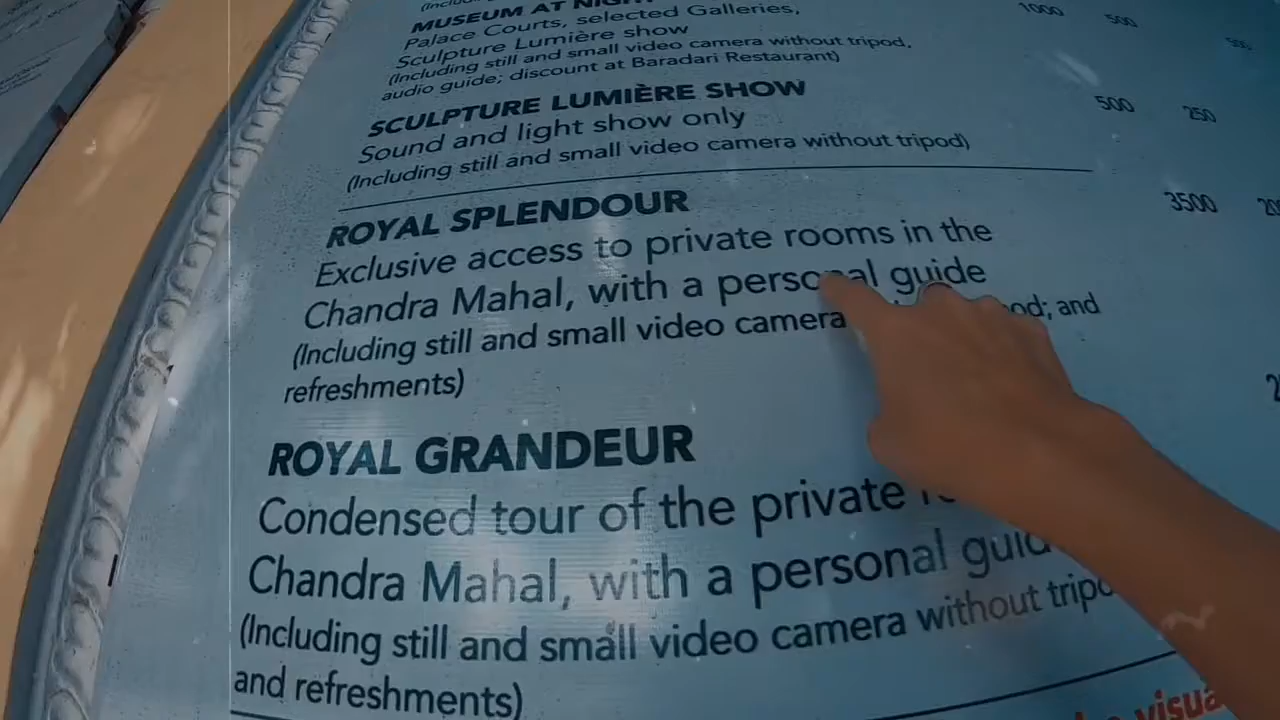 MUSEUM AT
Palace Courts, selected Galleries,
Sculpture Lumière show
(Including still and small video camera without tripod,
audio guide; discount at Baradari Restaurant)
1000 500 500
SCULPTURE LUMIÈRE SHOW
Sound and light show only
(Including still and small video camera without tripod)
500 250
ROYAL SPLENDOUR
Exclusive access to private rooms in the
Chandra Mahal, with a personal guide
(Including still and small video camera and
refreshments)
3500
ROYAL GRANDEUR
Condensed tour of the private
Chandra Mahal, with a personal
(Including still and small video camera without
and refreshments)